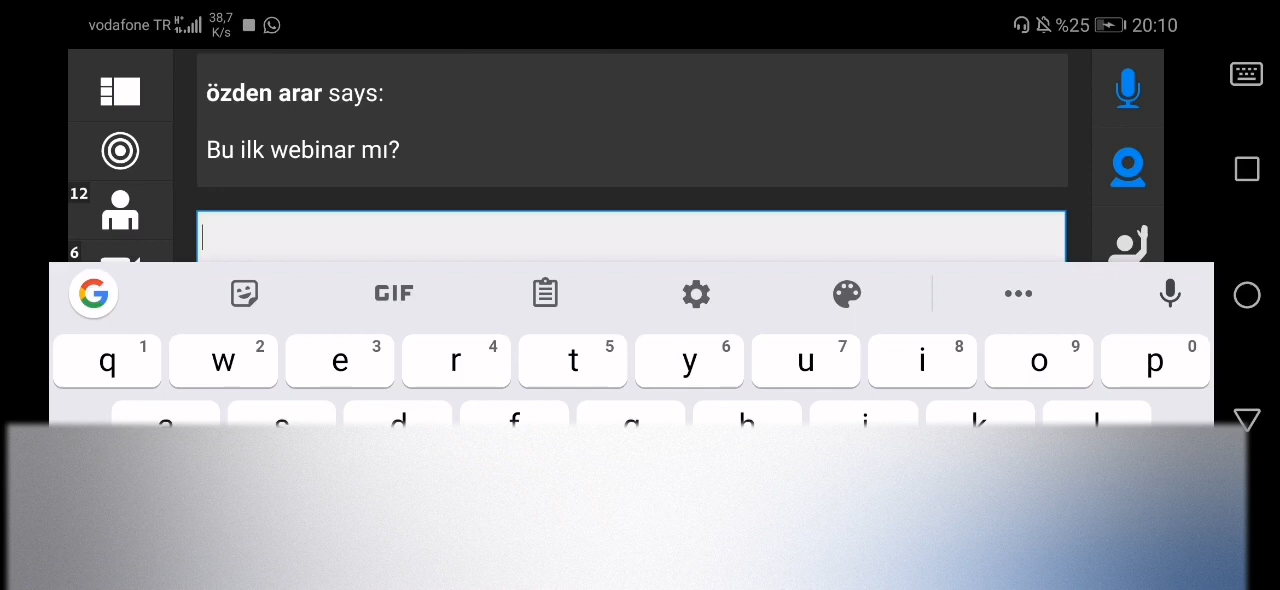 vodafone TR H+ 38,7 K/s %25 20:10
özden arar says:
Bu ilk webinar mı?
12
6
G GIF
q 1 w 2 e 3 r 4 t 5 y 6 u 7 i 8 o 9 p 0